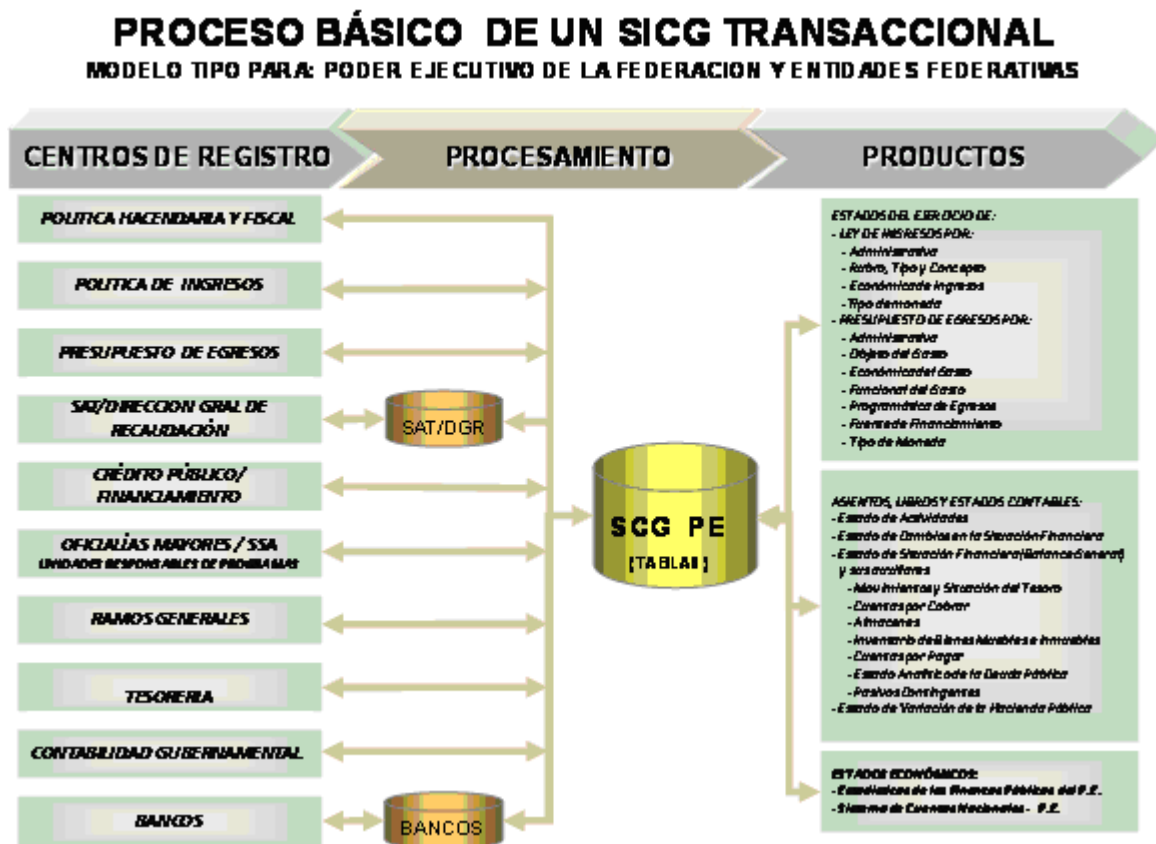 PROCESO BÁSICO DE UN SICG TRANSACCIONAL
MODELO TIPO PARA: PODER EJECUTIVO DE LA FEDERACION Y ENTIDADES FEDERATIVAS
CENTROS DE REGISTRO
PROCESAMIENTO
PRODUCTOS
POLITICA HACENDARIA Y FISCAL
POLITICA DE INGRESOS
PRESUPUESTO DE EGRESOS
SAT/DIRECCION GRAL DE
RECAUDACIÓN
CRÉDITO PÚBLICO/
FINANCIAMIENTO
OFICIALÍAS MAYORES / SSA
UNIDADES RESPONSABLES DE PROGRAMAS
RAMOS GENERALES
TESORERIA
CONTABILIDAD GUBERNAMENTAL
BANCOS
SAT/DGR
BANCOS
SCG PE
(TABLAS)
ESTADOS DEL EJERCICIO DE:
- LEY DE INGRESOS POR:
- Administrativa
- Rubro, Tipo y Concepto
- Económica de Ingresos
- Tipo de moneda
- PRESUPUESTO DE EGRESOS POR:
- Administrativa
- Objeto del Gasto
- Económica del Gasto
- Funcional del Gasto
- Programática de Egresos
- Fuente de Financiamiento
- Tipo de Moneda
ASIENTOS, LIBROS Y ESTADOS CONTABLES:
- Estado de Actividades
- Estado de Cambios en la Situación Financiera
- Estado de Situación Financiera (Balance General)
y sus auxiliares
- Movimientos y Situación del Tesoro
- Cuentas por Cobrar
- Almacenes
- Inventario de Bienes Muebles e Inmuebles
- Cuentas por Pagar
- Estado Analítico de la Deuda Pública
- Pasivos Contingentes
- Estado de Variación de la Hacienda Pública
ESTADOS ECONÓMICOS:
- Estadísticas de las Finanzas Públicas del P.E.
- Sistema de Cuentas Nacionales - P.E.